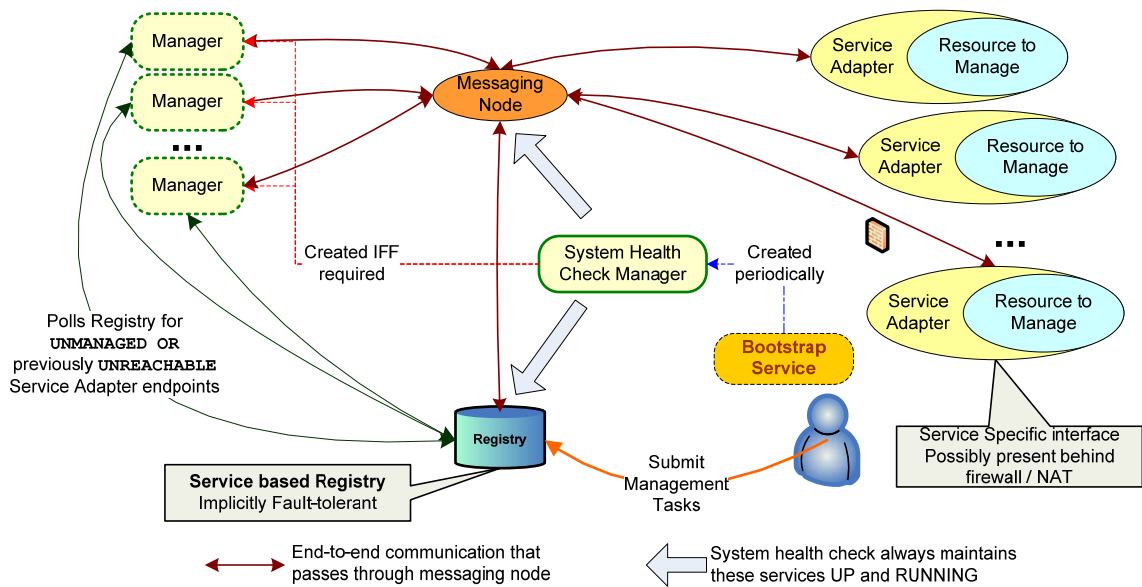 Manager
Manager
...
Manager
Messaging
Node
Service
Adapter
Resource to
Manage
Service
Adapter
Resource to
Manage
...
Service
Adapter
Resource to
Manage
Created IFF
required
System Health
Check Manager
Created
periodically
Bootstrap
Service
Polls Registry for
UNMANAGED OR
previously UNREACHABLE
Service Adapter endpoints
Registry
Service based Registry
Implicitly Fault-tolerant
Submit
Management
Tasks
Service Specific interface
Possibly present behind
firewall / NAT
End-to-end communication that
passes through messaging node
System health check always maintains
these services UP and RUNNING